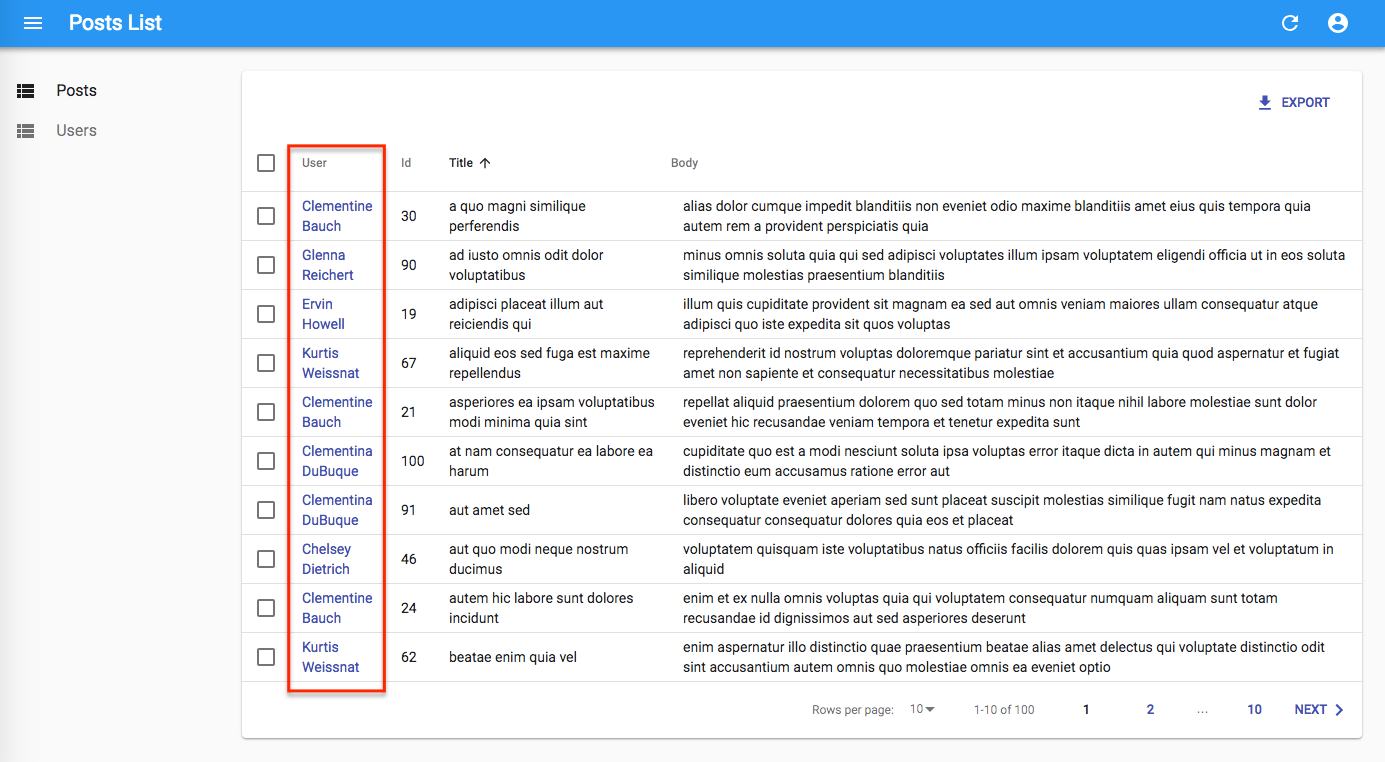 Posts List
Posts
Users
EXPORT
User Id Title Body
Clementine
Bauch
30
a quo magni similique
perferendis
alias dolor cumque impedit blanditiis non eveniet odio maxime blanditiis amet eius quis tempora quia
autem rem a provident perspiciatis quia
Glenna
Reichert
90
ad iusto omnis odit dolor
voluptatibus
minus omnis soluta quia qui sed adipisci voluptates illum ipsam voluptatem eligendi officia ut in eos soluta
similique molestias praesentium blanditiis
Ervin
Howell
19
adipisci placeat illum aut
reiciendis qui
illum quis cupiditate provident sit magnam ea sed aut omnis veniam maiores ullam consequatur atque
adipisci quo iste expedita sit quos voluptas
Kurtis
Weissnat
67
aliquid eos sed fuga est maxime
repellendus
reprehenderit id nostrum voluptas doloremque pariatur sint et accusantium quia quod aspernatur et fugiat
amet non sapiente et consequatur necessitatibus molestiae
Clementine
Bauch
21
asperiores ea ipsam voluptatibus
modi minima quia sint
repellat aliquid praesentium dolorem quo sed totam minus non itaque nihil labore molestiae sunt dolor
eveniet hic recusandae veniam tempora et tenetur expedita sunt
Clementina
DuBuque
100
at nam consequatur ea labore ea
harum
cupiditate quo est a modi nesciunt soluta ipsa voluptas error itaque dicta in autem qui minus magnam et
distinctio eum accusamus ratione error aut
Clementina
DuBuque
91
aut amet sed
libero voluptate eveniet aperiam sed sunt placeat suscipit molestias similique fugit nam natus expedita
consequatur consequatur dolores quia eos et placeat
Chelsey
Dietrich
46
aut quo modi neque nostrum
ducimus
voluptatem quisquam iste voluptatibus natus officiis facilis dolorem quis quas ipsam vel et voluptatum in
aliquid
Clementine
Bauch
24
autem hic labore sunt dolores
incidunt
enim et ex nulla omnis voluptas quia qui voluptatem consequatur numquam aliquam sunt totam
recusandae id dignissimos aut sed asperiores deserunt
Kurtis
Weissnat
62
beatae enim quia vel
enim aspernatur illo distinctio quae praesentium beatae alias amet delectus qui voluptate distinctio odit
sint accusantium autem omnis quo molestiae omnis ea eveniet optio
Rows per page: 10 1-10 of 100 1 2 ... 10 NEXT